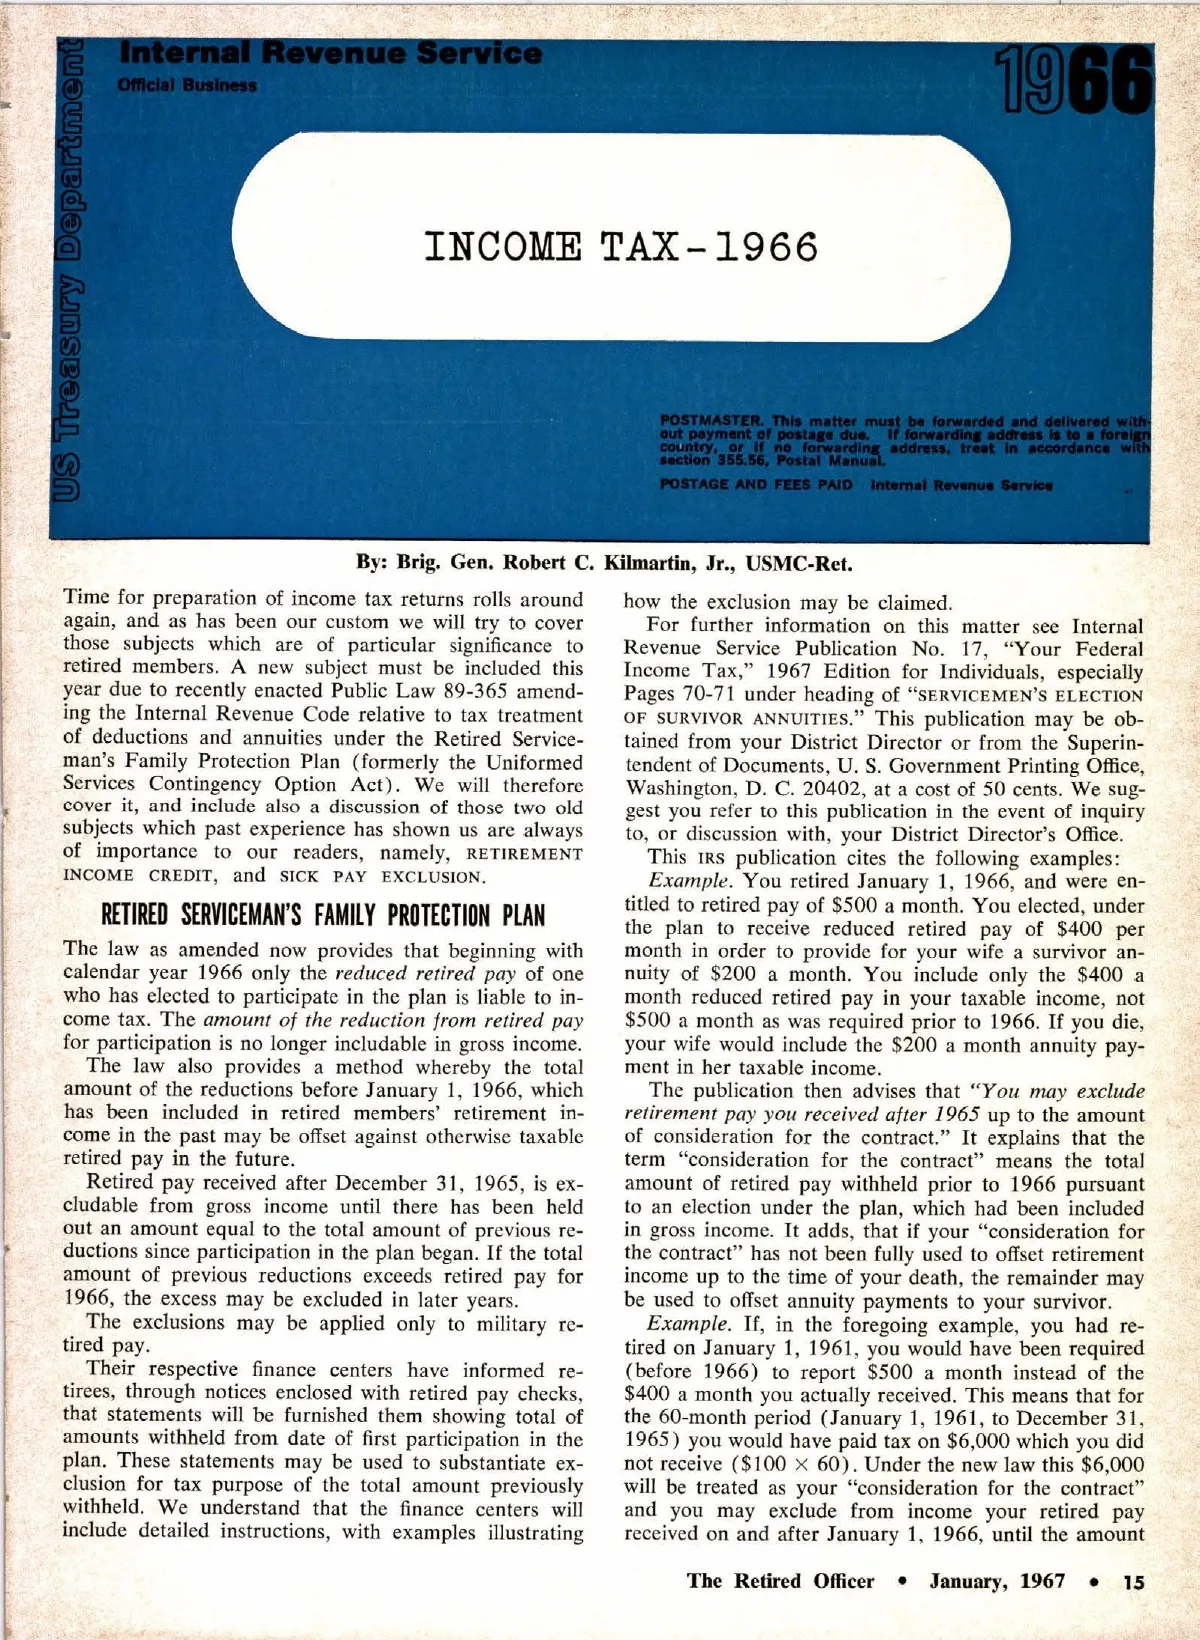 Internal Revenue Service
Official Business
1966
US Treasury Department
INCOME TAX-1966
POSTMASTER. This matter must be forwarded and delivered with-
out payment of postage due. If forwarding address is to a foreign
country, or if no forwarding address, treat in accordance with
section 355.56, Postal Manual.
POSTAGE AND FEES PAID Internal Revenue Service
By: Brig. Gen. Robert C. Kilmartin, Jr., USMC-Ret.
Time for preparation of income tax returns rolls around
again, and as has been our custom we will try to cover
those subjects which are of particular significance to
retired members. A new subject must be included this
year due to recently enacted Public Law 89-365 amend-
ing the Internal Revenue Code relative to tax treatment
of deductions and annuities under the Retired Service-
man's Family Protection Plan (formerly the Uniformed
Services Contingency Option Act). We will therefore
cover it, and include also a discussion of those two old
subjects which past experience has shown us are always
of importance to our readers, namely, RETIREMENT
INCOME CREDIT, and SICK PAY EXCLUSION.
RETIRED SERVICEMAN'S FAMILY PROTECTION PLAN
The law as amended now provides that beginning with
calendar year 1966 only the reduced retired pay of one
who has elected to participate in the plan is liable to in-
come tax. The amount of the reduction from retired pay
for participation is no longer includable in gross income.
The law also provides a method whereby the total
amount of the reductions before January 1, 1966, which
has been included in retired members' retirement in-
come in the past may be offset against otherwise taxable
retired pay in the future.
Retired pay received after December 31, 1965, is ex-
cludable from gross income until there has been held
out an amount equal to the total amount of previous re-
ductions since participation in the plan began. If the total
amount of previous reductions exceeds retired pay for
1966, the excess may be excluded in later years.
The exclusions may be applied only to military re-
tired pay.
Their respective finance centers have informed re-
tirees, through notices enclosed with retired pay checks,
that statements will be furnished them showing total of
amounts withheld from date of first participation in the
plan. These statements may be used to substantiate ex-
clusion for tax purpose of the total amount previously
withheld. We understand that the finance centers will
include detailed instructions, with examples illustrating
how the exclusion may be claimed.
For further information on this matter see Internal
Revenue Service Publication No. 17, “Your Federal
Income Tax,” 1967 Edition for Individuals, especially
Pages 70-71 under heading of “SERVICEMEN'S ELECTION
OF SURVIVOR ANNUITIES.” This publication may be ob-
tained from your District Director or from the Superin-
tendent of Documents, U. S. Government Printing Office,
Washington, D. C. 20402, at a cost of 50 cents. We sug-
gest you refer to this publication in the event of inquiry
to, or discussion with, your District Director's Office.
This IRS publication cites the following examples:
Example. You retired January 1, 1966, and were en-
titled to retired pay of $500 a month. You elected, under
the plan to receive reduced retired pay of $400 per
month in order to provide for your wife a survivor an-
nuity of $200 a month. You include only the $400 a
month reduced retired pay in your taxable income, not
$500 a month as was required prior to 1966. If you die,
your wife would include the $200 a month annuity pay-
ment in her taxable income.
The publication then advises that “You may exclude
retirement pay you received after 1965 up to the amount
of consideration for the contract.” It explains that the
term “consideration for the contract” means the total
amount of retired pay withheld prior to 1966 pursuant
to an election under the plan, which had been included
in gross income. It adds, that if your “consideration for
the contract” has not been fully used to offset retirement
income up to the time of your death, the remainder may
be used to offset annuity payments to your survivor.
Example. If, in the foregoing example, you had re-
tired on January 1, 1961, you would have been required
(before 1966) to report $500 a month instead of the
$400 a month you actually received. This means that for
the 60-month period (January 1, 1961, to December 31,
1965) you would have paid tax on $6,000 which you did
not receive ($100 × 60). Under the new law this $6,000
will be treated as your “consideration for the contract”
and you may exclude from income your retired pay
received on and after January 1, 1966, until the amount
The Retired Officer • January, 1967 • 15